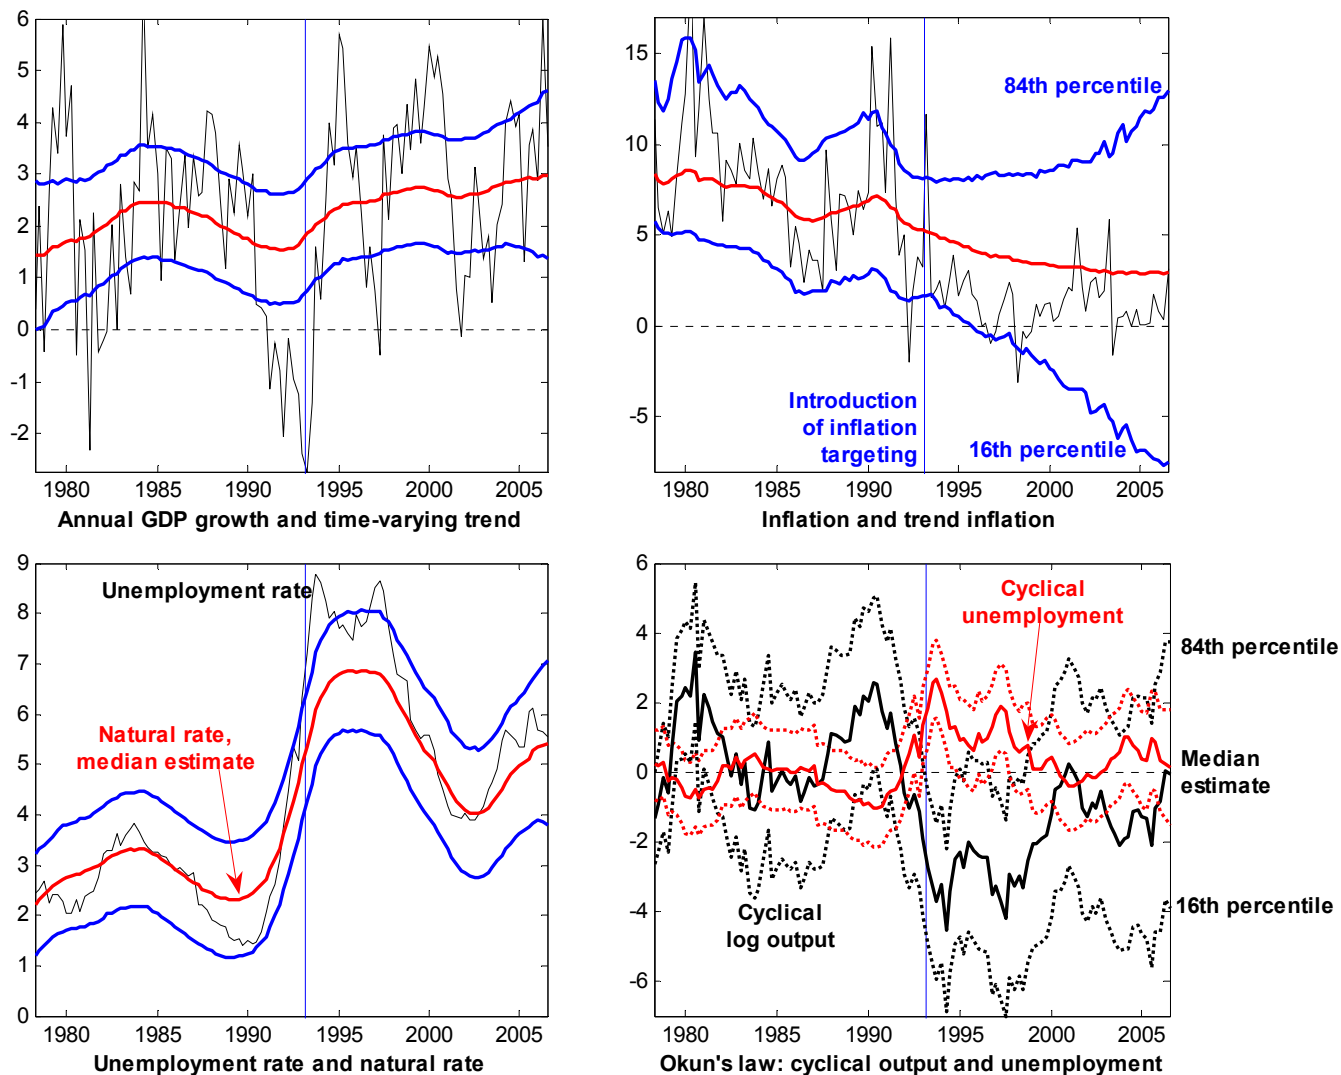 6
5
4
3
2
1
0
-1
-2
1980 1985 1990 1995 2000 2005
Annual GDP growth and time-varying trend
15
10
5
0
-5
84th percentile
Introduction
of inflation
targeting
16th percentile
1980 1985 1990 1995 2000 2005
Inflation and trend inflation
9
8
7
6
5
4
3
2
1
0
Unemployment rate
Natural rate,
median estimate
1980 1985 1990 1995 2000 2005
Unemployment rate and natural rate
6
4
2
0
-2
-4
-6
Cyclical
unemployment
84th percentile
Median
estimate
16th percentile
Cyclical
log output
1980 1985 1990 1995 2000 2005
Okun's law: cyclical output and unemployment